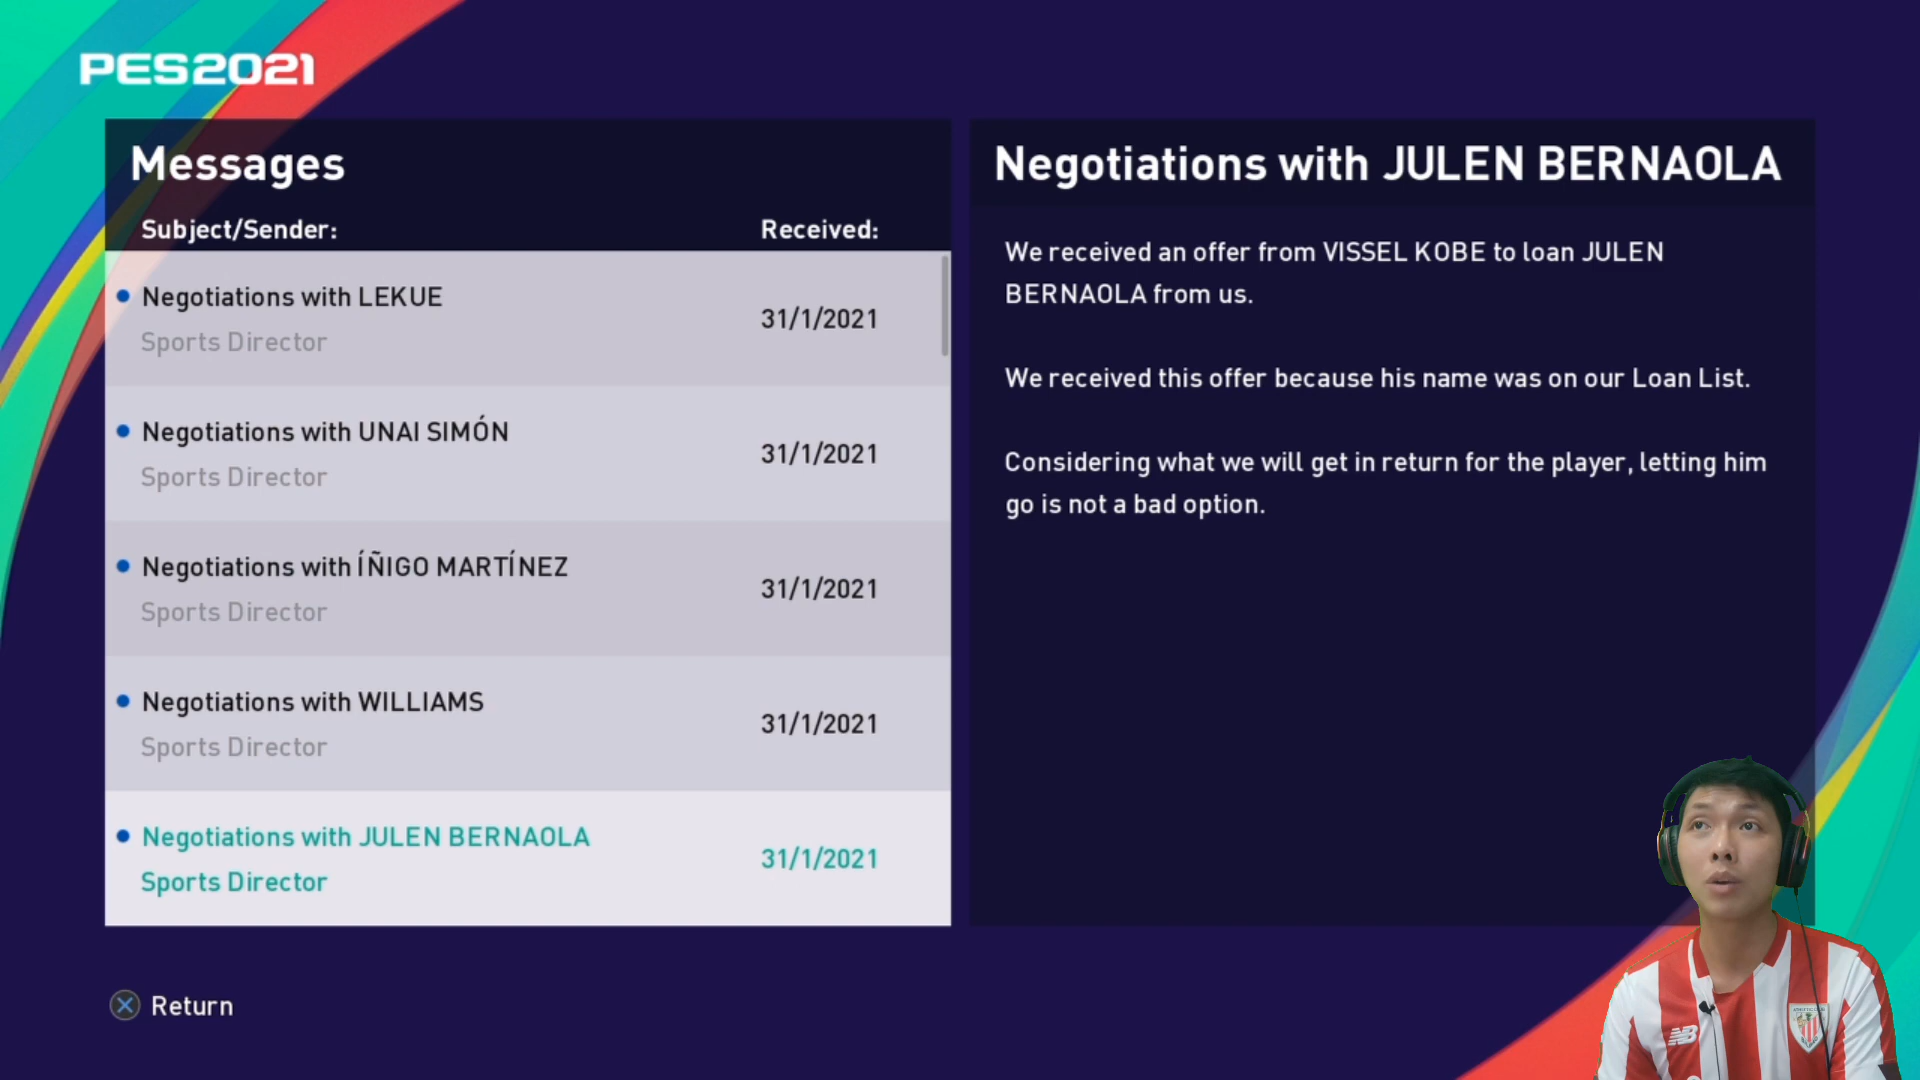 PES2021
Messages
Subject/Sender: Received:
Negotiations with LEKUE
Sports Director
31/1/2021
Negotiations with UNAI SIMÓN
Sports Director
31/1/2021
Negotiations with ÍÑIGO MARTÍNEZ
Sports Director
31/1/2021
Negotiations with WILLIAMS
Sports Director
31/1/2021
Negotiations with JULEN BERNAOLA
Sports Director
31/1/2021
Negotiations with JULEN BERNAOLA
We received an offer from VISSEL KOBE to loan JULEN
BERNAOLA from us.
We received this offer because his name was on our Loan List.
Considering what we will get in return for the player, letting him
go is not a bad option.
Return
NB